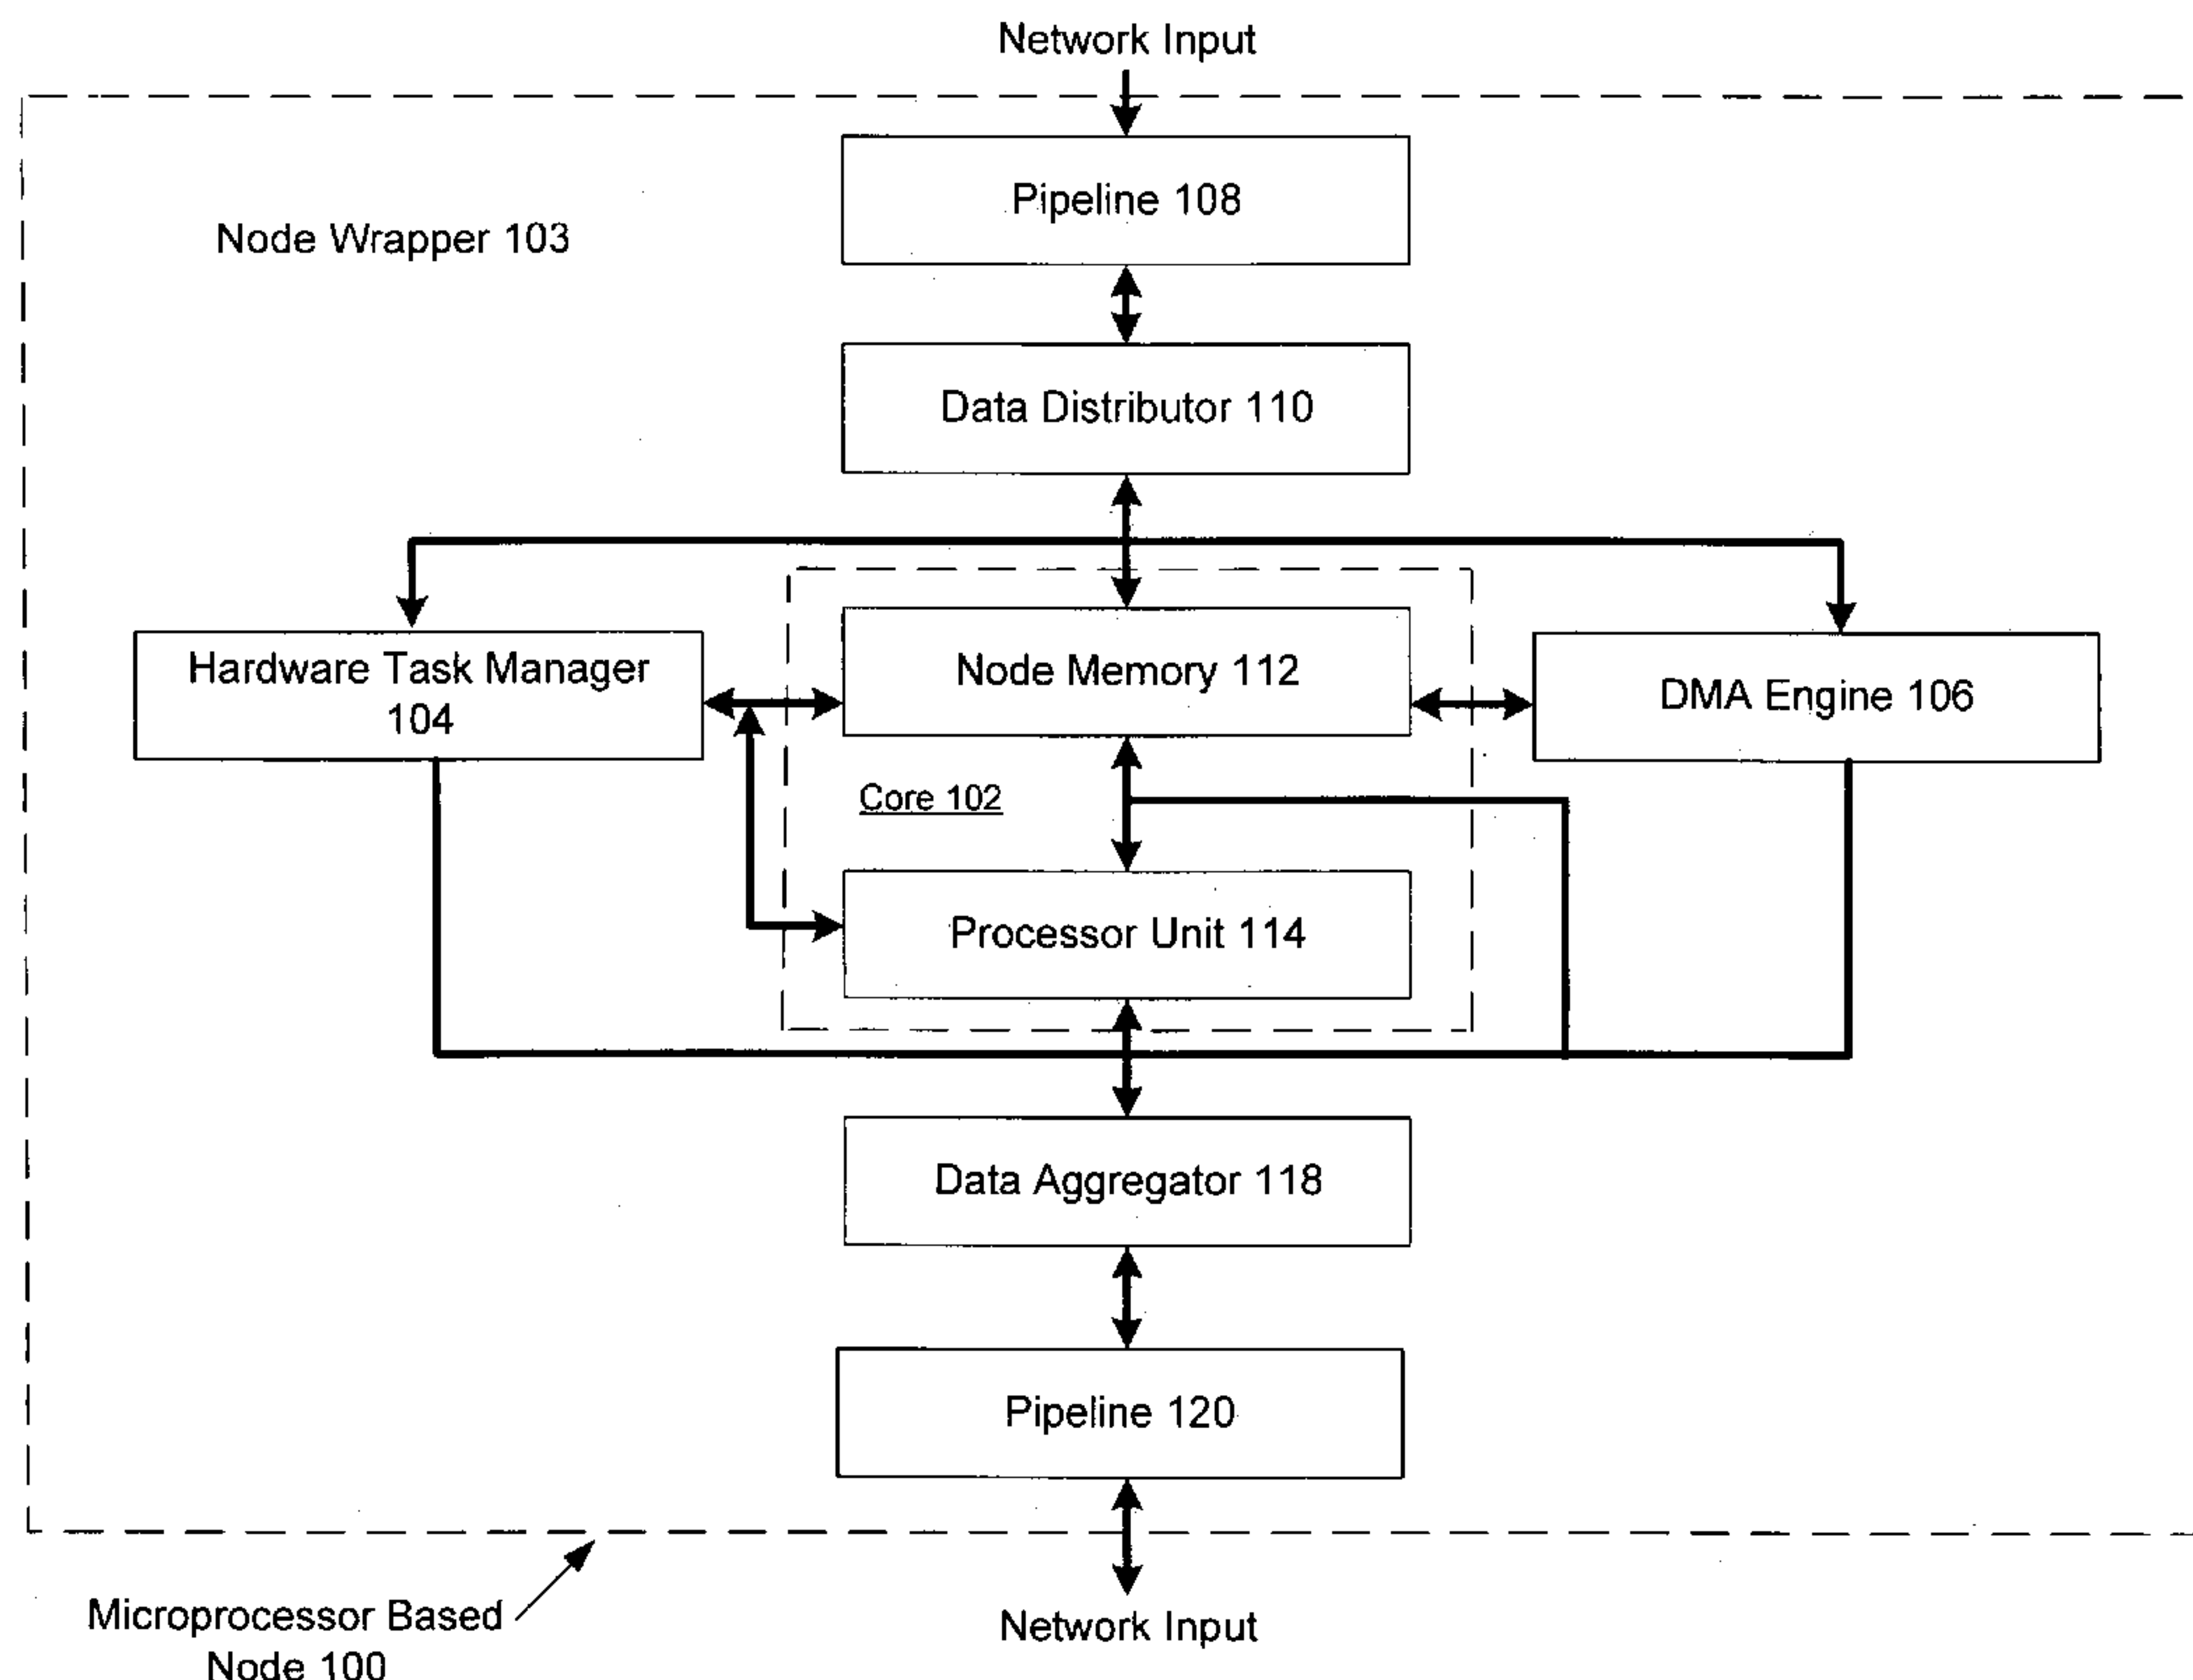 Network Input
Pipeline 108
Node Wrapper 103
Data Distributor 110
Hardware Task Manager
104
Node Memory 112
DMA Engine 106
Core 102
Processor Unit 114
Data Aggregator 118
Pipeline 120
Microprocessor Based
Node 100
Network Input